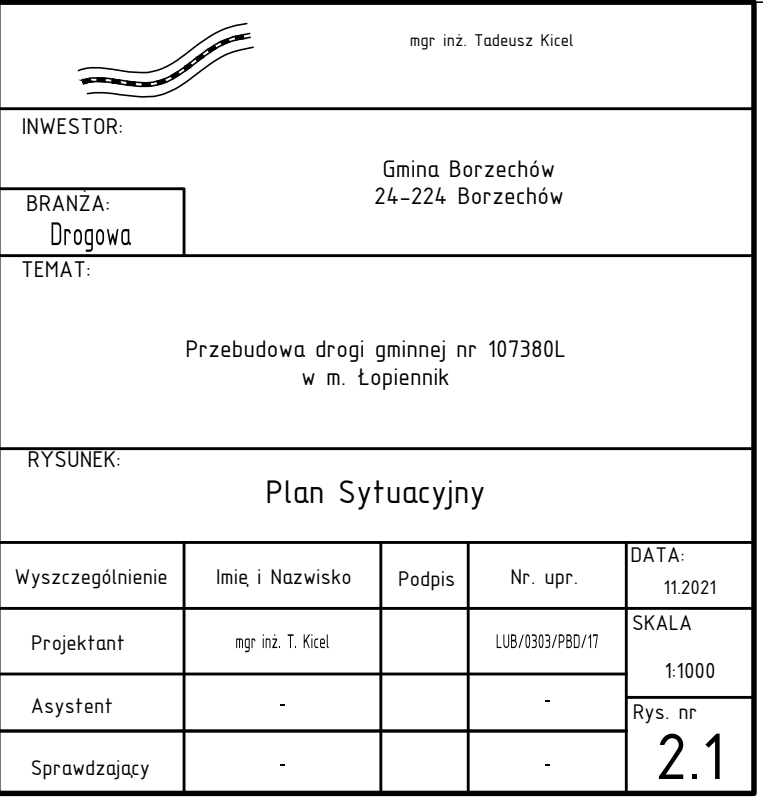 mgr inż. Tadeusz Kicel
INWESTOR:
Gmina Borzechów
24-224 Borzechów
BRANŻA:
Drogowa
TEMAT:
Przebudowa drogi gminnej nr 107380L
w m. Łopiennik
RYSUNEK:
Plan Sytuacyjny
Wyszczególnienie Imię i Nazwisko Podpis Nr. upr. DATA:
11.2021
Projektant mgr inż. T. Kicel LUB/0303/PBD/17 SKALA
1:1000
Asystent - - Rys. nr
Sprawdzający - - 2.1